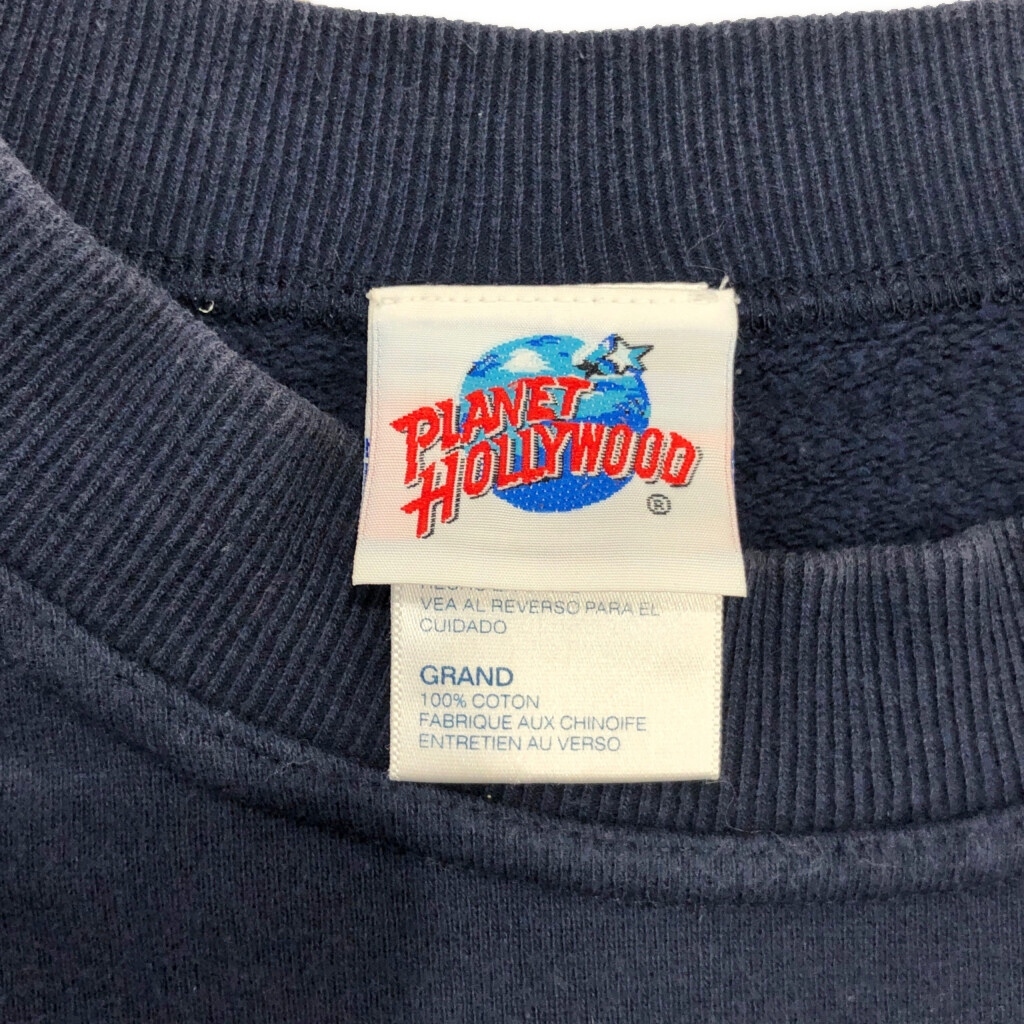 PLANET
HOLLYWOOD
®
VEA AL REVERSO PARA EL
CUIDADO
GRAND
100% COTON
FABRIQUE AUX CHINOIFE
ENTRETIEN AU VERSO